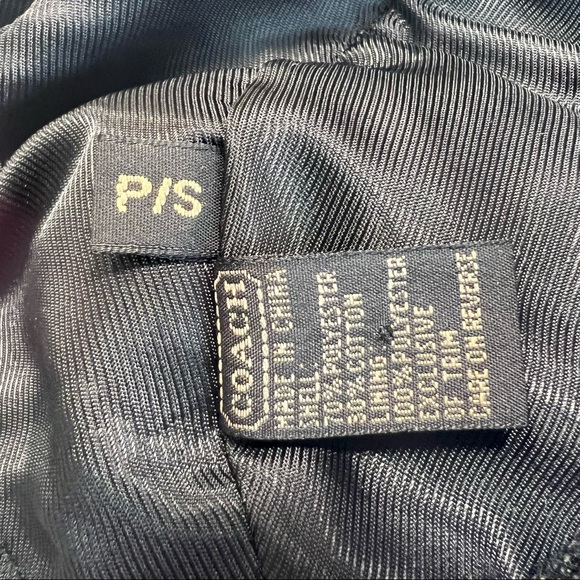 P/S
COACH
MADE IN CHINA
SHELL
70% POLYESTER
30% COTTON
LINING
100% POLYESTER
EXCLUSIVE
OF TRIM
CARE ON REVERSE